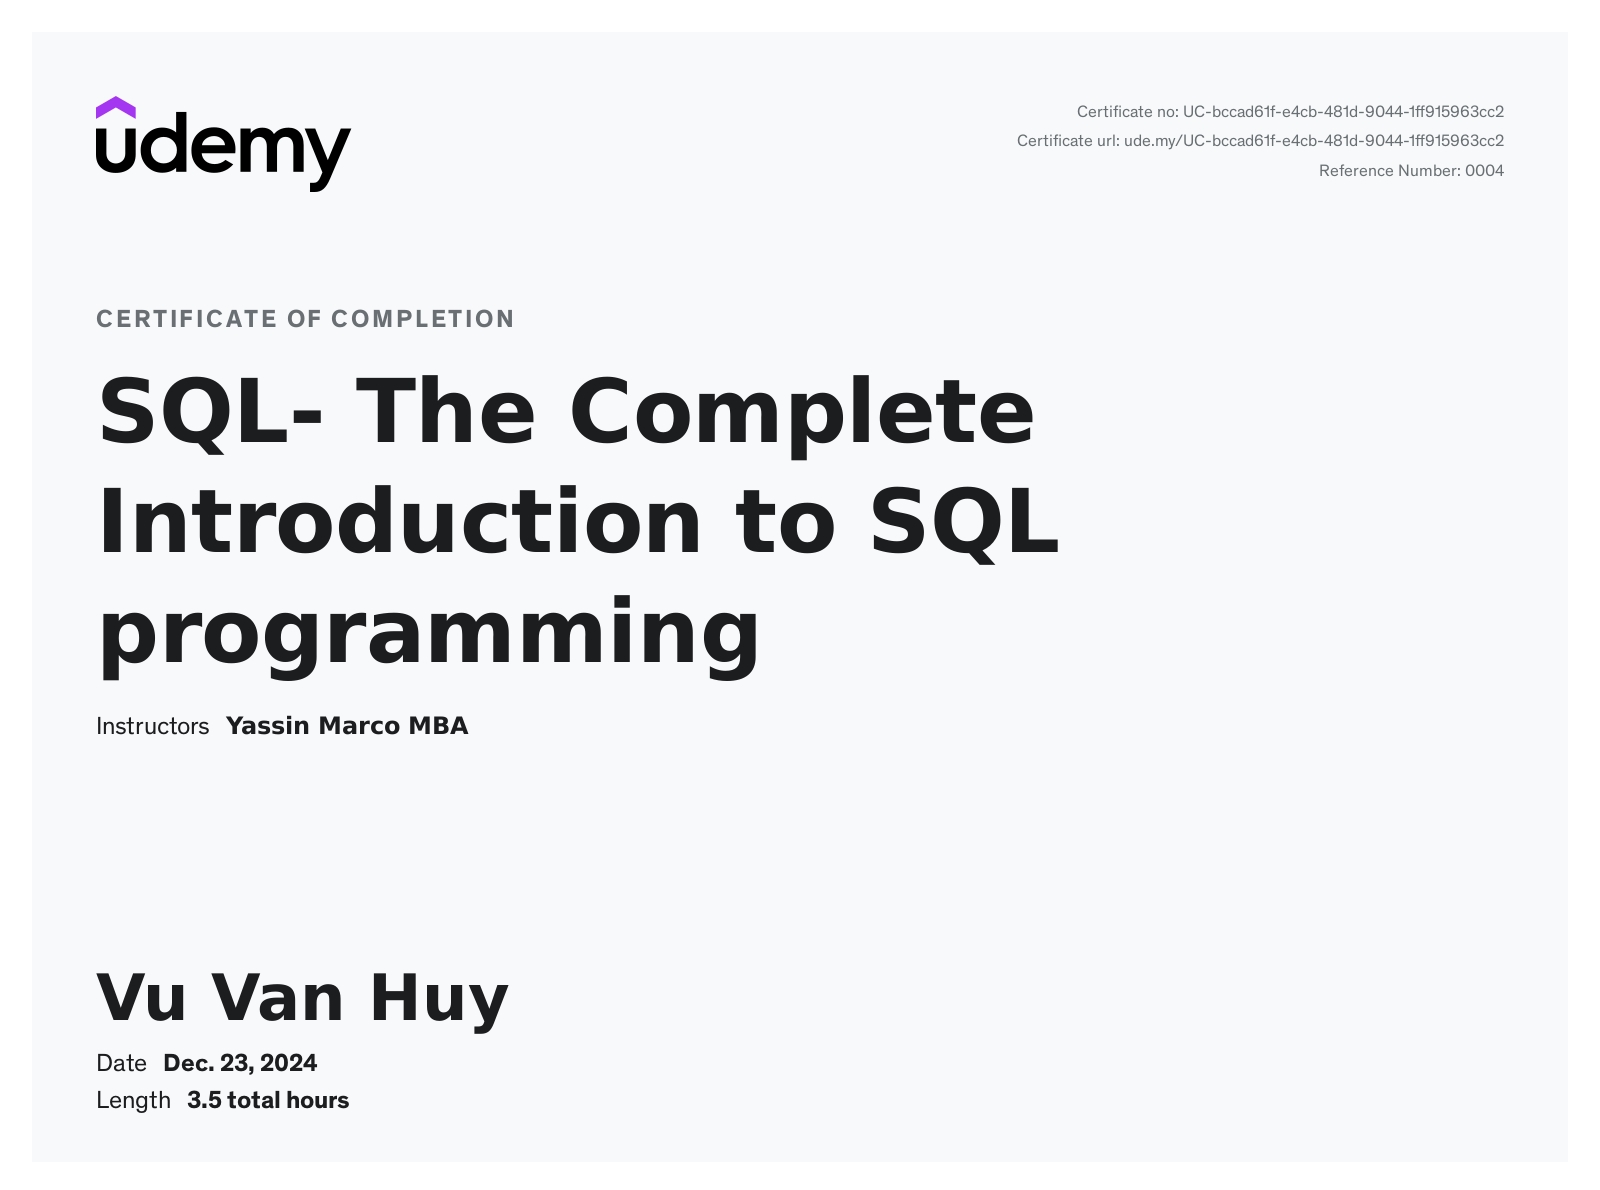 udemy
Certificate no: UC-bccad61f-e4cb-481d-9044-1ff915963cc2
Certificate url: ude.my/UC-bccad61f-e4cb-481d-9044-1ff915963cc2
Reference Number: 0004
CERTIFICATE OF COMPLETION
SQL- The Complete
Introduction to SQL
programming
Instructors Yassin Marco MBA
Vu Van Huy
Date Dec. 23, 2024
Length 3.5 total hours